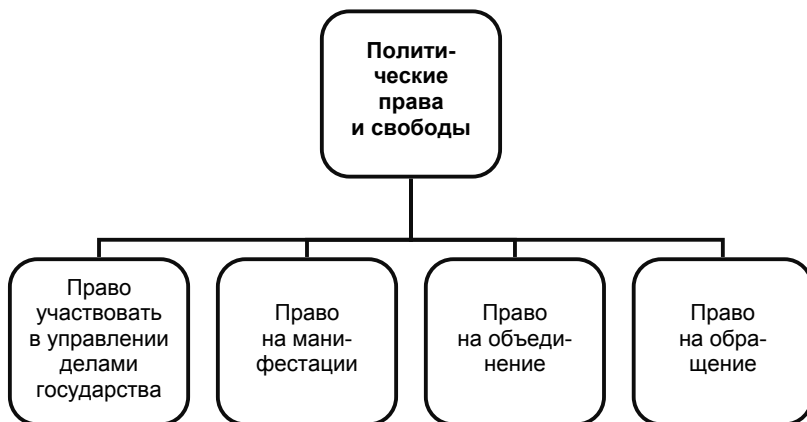 Полити-
ческие
права
и свободы
Право
участвовать
в управлении
делами
государства
Право
на мани-
фестации
Право
на объеди-
нение
Право
на обра-
щение